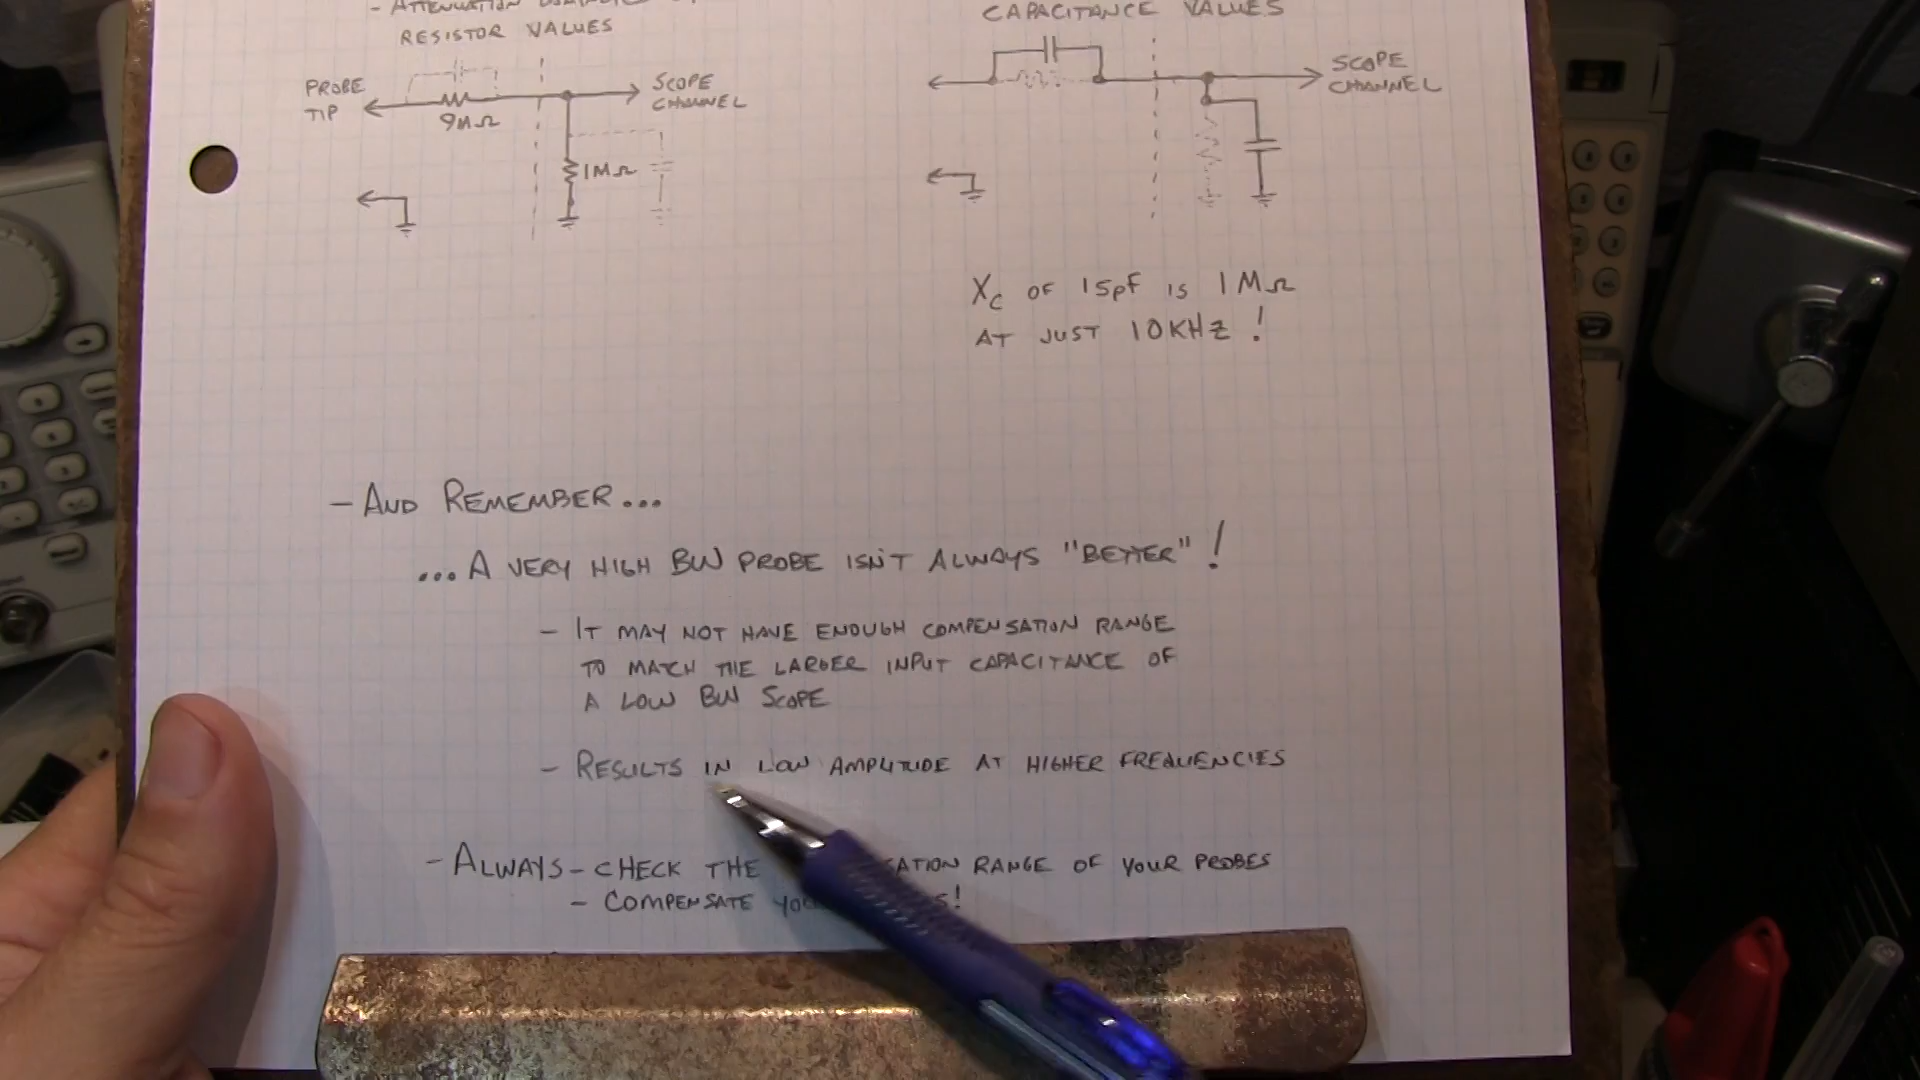 - ATTENUATION
RESISTOR VALUES
PROBE
TIP
9MΩ
SCOPE
CHANNEL
1MΩ
CAPACITANCE VALUES
SCOPE
CHANNEL
Xc OF 15pF IS 1MΩ
AT JUST 10KHZ!
- AND REMEMBER...
...A VERY HIGH BW PROBE ISN'T ALWAYS "BETTER"!
- IT MAY NOT HAVE ENOUGH COMPENSATION RANGE
TO MATCH THE LARGER INPUT CAPACITANCE OF
A LOW BW SCOPE
- RESULTS IN LOW AMPLITUDE AT HIGHER FREQUENCIES
- ALWAYS - CHECK THE SATION RANGE OF YOUR PROBES
- COMPENSATE